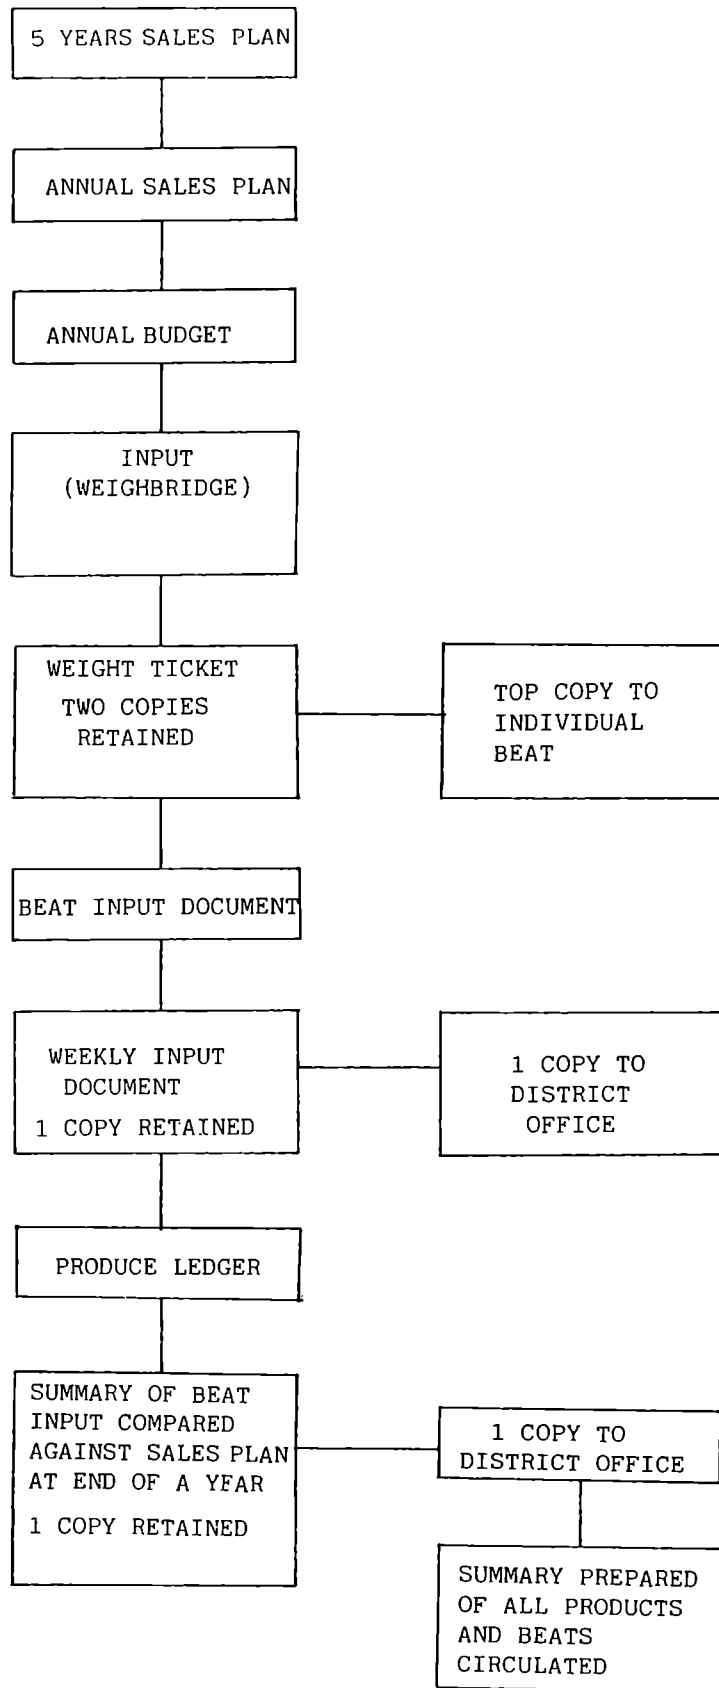 5 YEARS SALES PLAN
ANNUAL SALES PLAN
ANNUAL BUDGET
INPUT
(WEIGHBRIDGE)
WEIGHT TICKET
TWO COPIES
RETAINED
TOP COPY TO
INDIVIDUAL
BEAT
BEAT INPUT DOCUMENT
WEEKLY INPUT
DOCUMENT
1 COPY RETAINED
1 COPY TO
DISTRICT
OFFICE
PRODUCE LEDGER
SUMMARY OF BEAT
INPUT COMPARED
AGAINST SALES PLAN
AT END OF A YEAR
1 COPY RETAINED
1 COPY TO
DISTRICT OFFICE
SUMMARY PREPARED
OF ALL PRODUCTS
AND BEATS
CIRCULATED